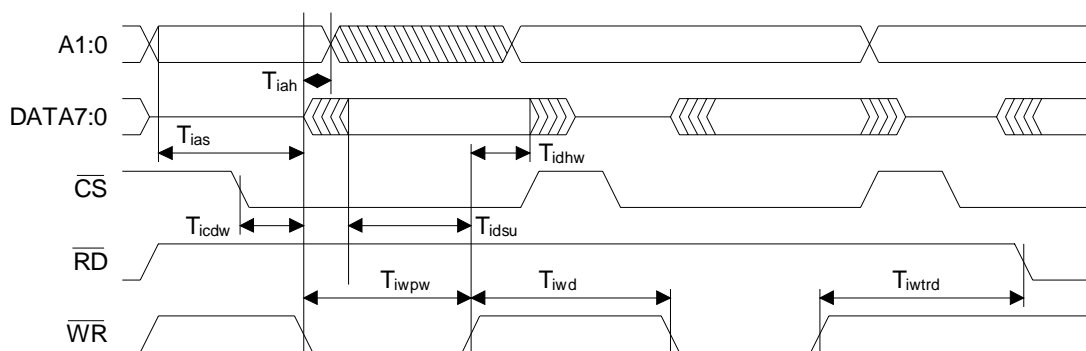 A1:0
Tiah
DATA7:0
Tias
Tidhw
CS
Ticdw
Tidsu
RD
Tiwpw
Tiwd
Tiwtrd
WR